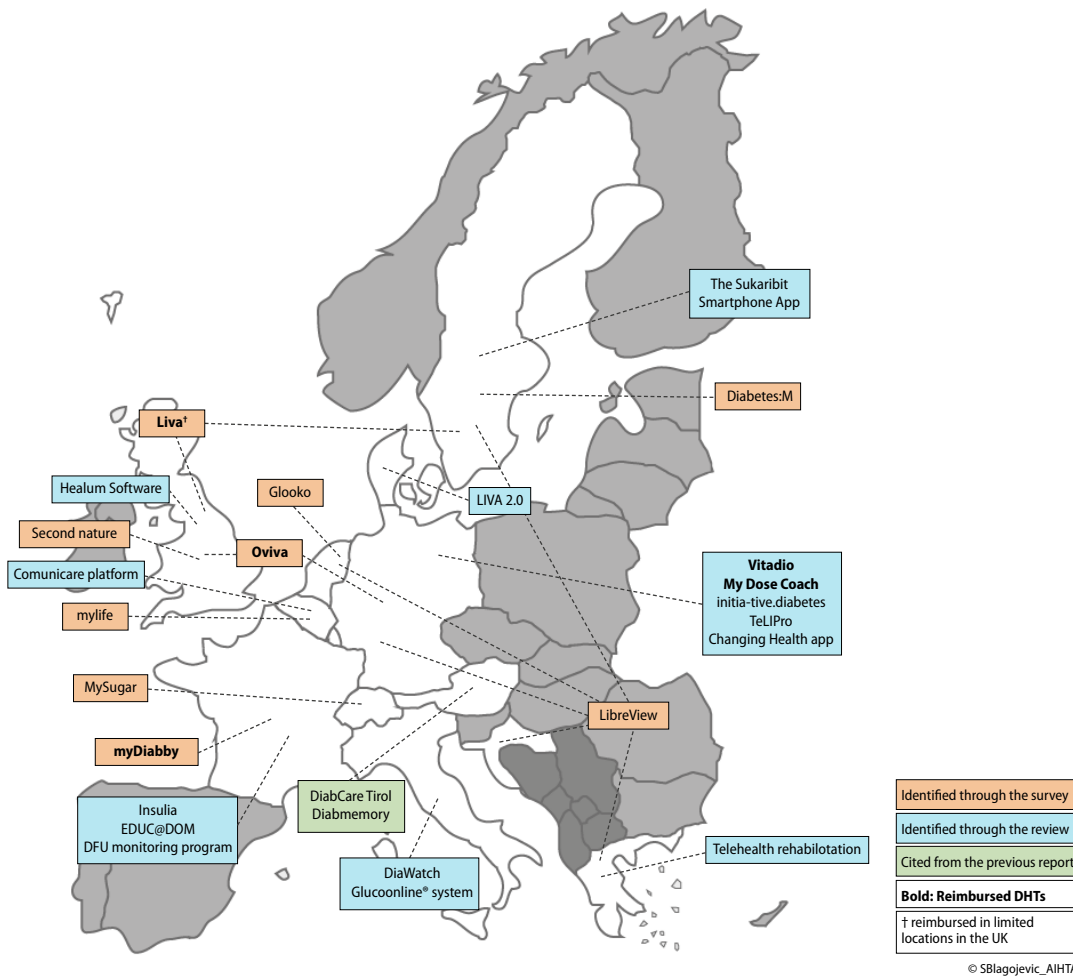 The Sukaribit
Smartphone App
Diabetes:M
Liva†
Healum Software
Glooko
LIVA 2.0
Second nature
Oviva
Comunicare platform
mylife
Vitadio
My Dose Coach
initia-tive.diabetes
TeLIPro
Changing Health app
MySugar
LibreView
myDiabby
Insulia
EDUC@DOM
DFU monitoring program
DiabCare Tirol
Diabmemory
DiaWatch
Glucoonline® system
Telehealth rehabilotation
Identified through the survey
Identified through the review
Cited from the previous report
Bold: Reimbursed DHTs
† reimbursed in limited
locations in the UK
© SBlagojevic_AIHTA